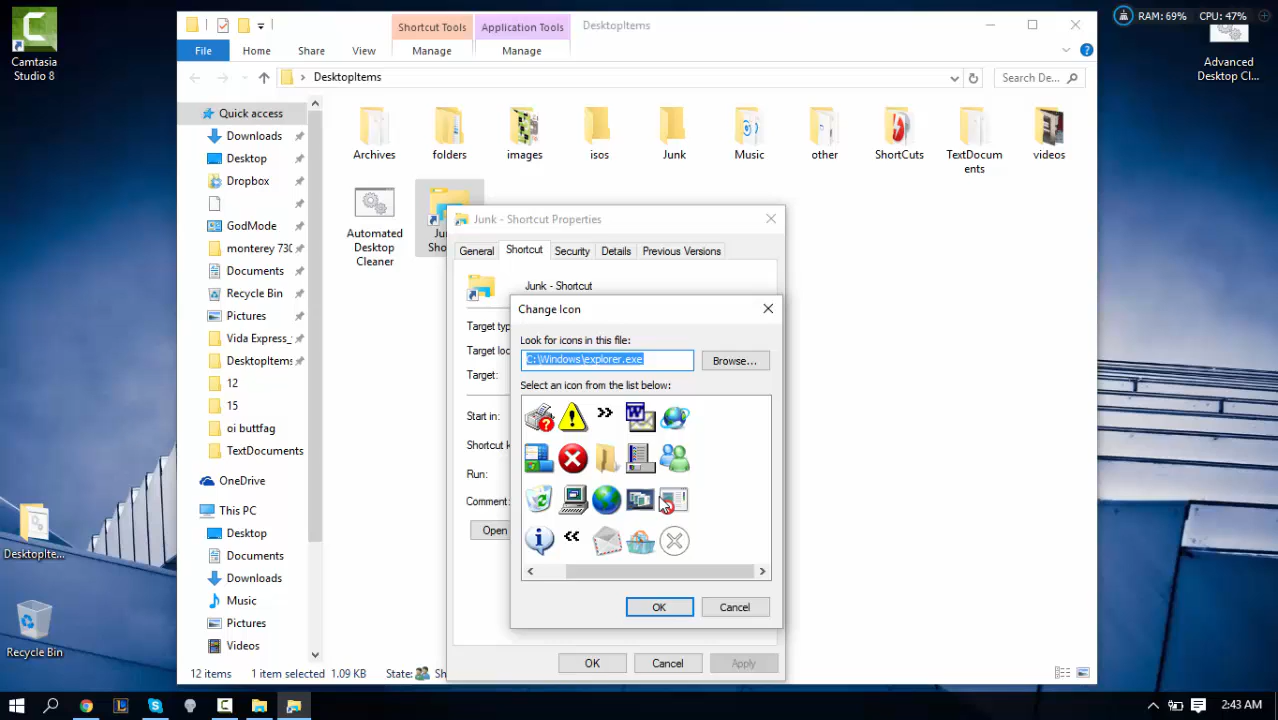 Camtasia
Studio 8
Shortcut Tools
Application Tools
DesktopItems
RAM: 69%
CPU: 47%
File
Home
Share
View
Manage
Manage
Advanced
Desktop Cl...
DesktopItems
Search De...
Quick access
Downloads
Desktop
Dropbox
GodMode
monterey 730
Documents
Recycle Bin
Pictures
Vida Express_
DesktopItems
12
15
oi buttfag
TextDocuments
OneDrive
This PC
Desktop
Documents
Downloads
Music
Pictures
Videos
Archives
folders
images
isos
Junk
Music
other
ShortCuts
TextDocum
ents
videos
Automated
Desktop
Cleaner
Ju
Sho
Junk - Shortcut Properties
General
Shortcut
Security
Details
Previous Versions
Junk - Shortcut
Target typ
Target loc
Target:
Start in:
Shortcut k
Run:
Comment:
Open
Change Icon
Look for icons in this file:
C:\Windows\explorer.exe
Browse...
Select an icon from the list below:
OK
Cancel
OK
Cancel
Apply
DesktopIte...
Recycle Bin
12 items
1 item selected
1.09 KB
State:
Sh
2:43 AM